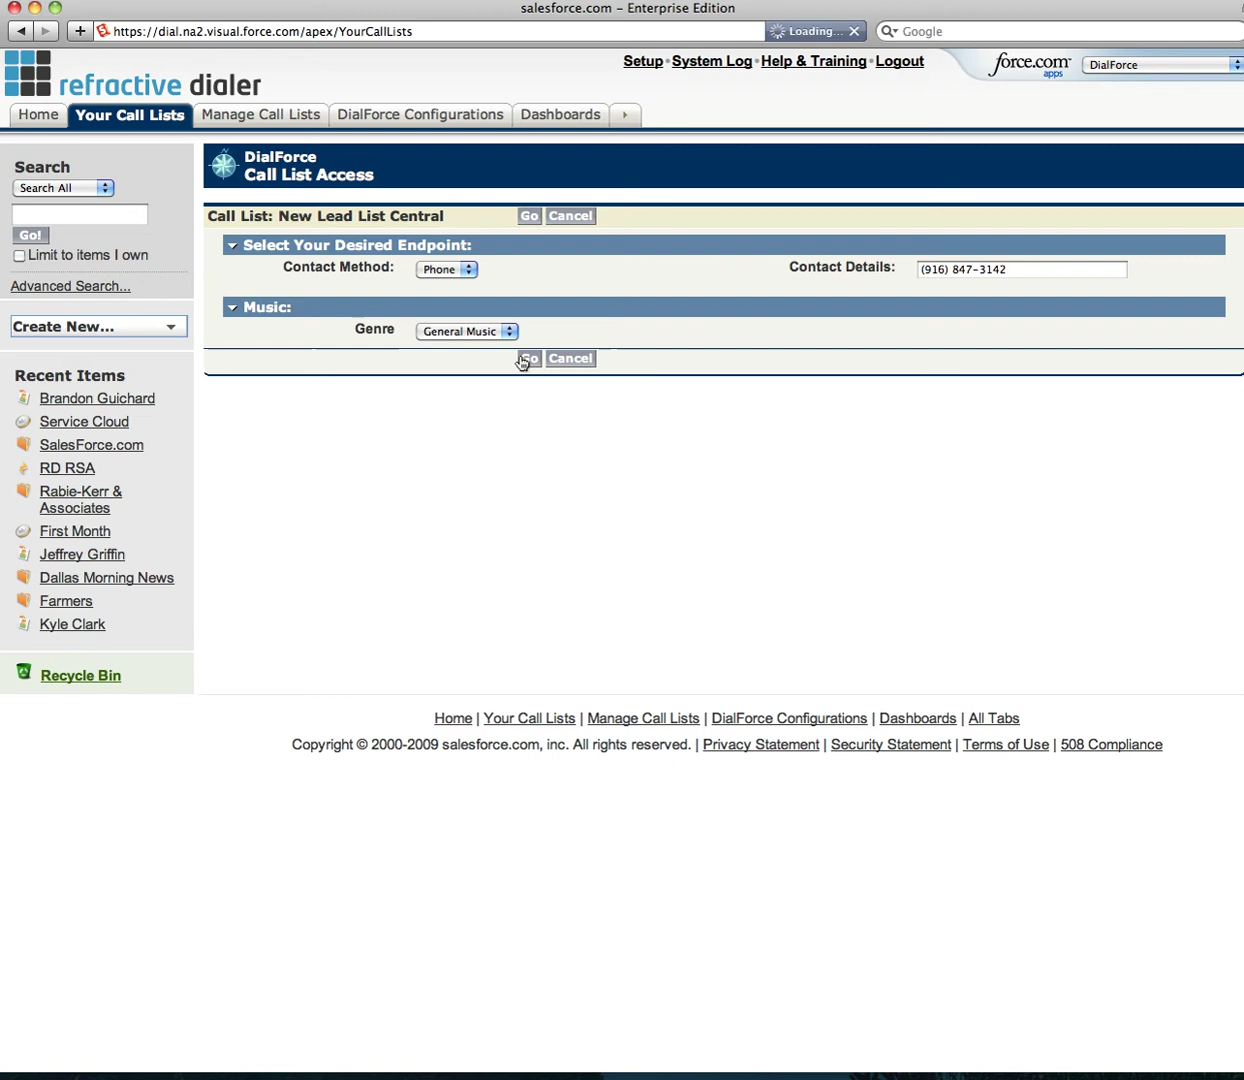 salesforce.com – Enterprise Edition
https://dial.na2.visual.force.com/apex/YourCallLists
Loading...
Google
refractive dialer
Setup · System Log · Help & Training · Logout
force.com apps
DialForce
Home
Your Call Lists
Manage Call Lists
DialForce Configurations
Dashboards
Search
Search All
Go!
Limit to items I own
Advanced Search...
Create New...
Recent Items
Brandon Guichard
Service Cloud
SalesForce.com
RD RSA
Rabie-Kerr &
Associates
First Month
Jeffrey Griffin
Dallas Morning News
Farmers
Kyle Clark
Recycle Bin
DialForce
Call List Access
Call List: New Lead List Central
Go
Cancel
Select Your Desired Endpoint:
Contact Method:
Phone
Contact Details:
(916) 847-3142
Music:
Genre
General Music
Go
Cancel
Home | Your Call Lists | Manage Call Lists | DialForce Configurations | Dashboards | All Tabs
Copyright © 2000-2009 salesforce.com, inc. All rights reserved. | Privacy Statement | Security Statement | Terms of Use | 508 Compliance